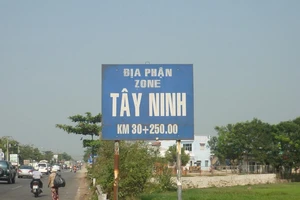 ĐỊA PHẬN
ZONE
TÂY NINH
KM 30+250.00